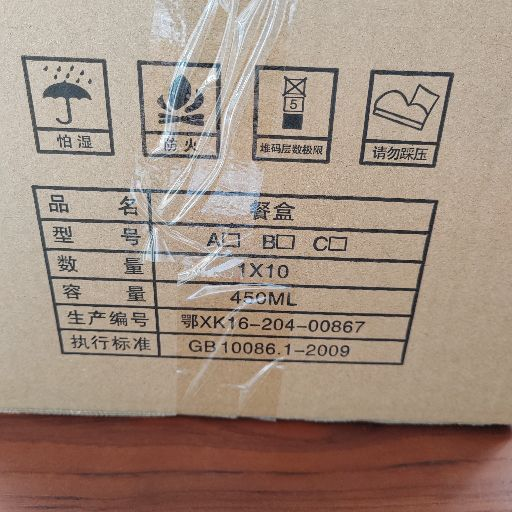 怕湿
防火
5
堆码层数极限
请勿踩压
品 名 餐盒
型 号 A□ B□ C□
数 量 1X10
容 量 450ML
生产编号 鄂XK16-204-00867
执行标准 GB10086.1-2009